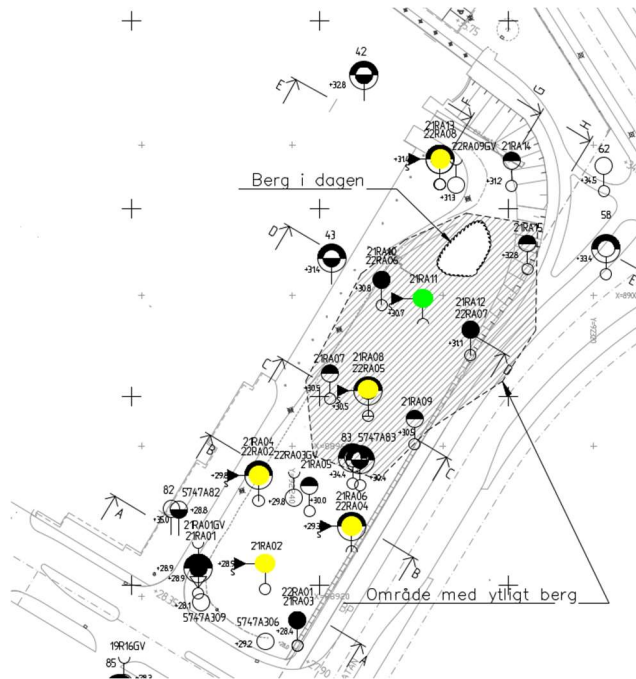 42
E
+32.8
F
G
21RA13
22RA08
22RA09GV
21RA14
H
62
+31.4
S
+31.3
+31.2
+34.5
Berg i dagen
D
43
+31.4
21RA15
58
21RA10
22RA06
+32.8
+33.4
E
21RA11
+30.8
+30.7
S
21RA12
22RA07
+31.1
D
C
21RA07
21RA08
22RA05
+30.5
+30.5
S
21RA09
+30.9
B
21RA04
22RA02
22RA03GV
21RA05
83
5747A83
C
+29.8
S
+29.8
+30.0
+34.4
+30.4
A
82
5747A82
+35.0
+28.8
21RA06
22RA04
+29.3
S
21RA01GV
21RA01
21RA02
+28.9
+28.9
+28.9
S
B
+28.1
22RA01
21RA03
Område med ytligt berg
5747A309
5747A306
+28.4
+29.2
A
19R16GV
85
+28.3